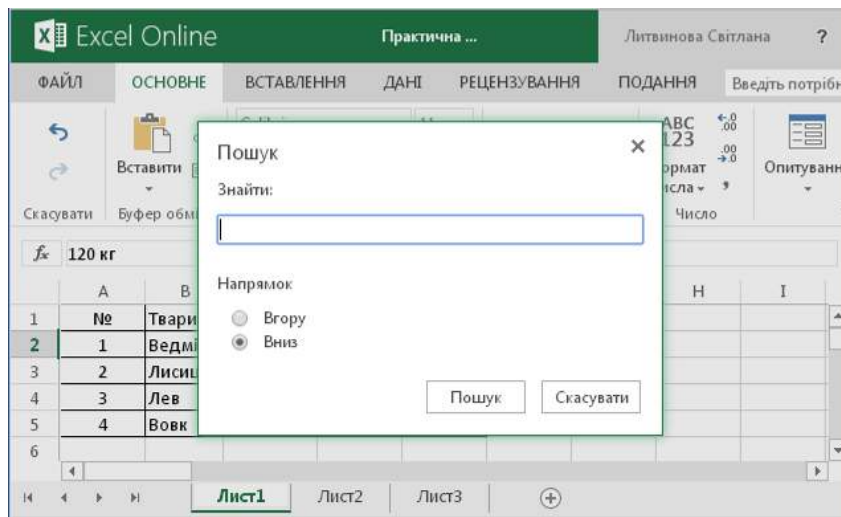 Excel Online Практична ... Литвинова Світлана ?
ФАЙЛ ОСНОВНЕ ВСТАВЛЕННЯ ДАНІ РЕЦЕНЗУВАННЯ ПОДАННЯ Введіть потрібн
Вставити
Скасувати Буфер обмі
ABC
123
ормат
исла
Число
Опитуванн
Пошук
Знайти:
Напрямок
Вгору
Вниз
Пошук Скасувати
fx 120 кг
A B H I
1 № Твари
2 1 Ведмі
3 2 Лисиц
4 3 Лев
5 4 Вовк
6
Лист1 Лист2 Лист3